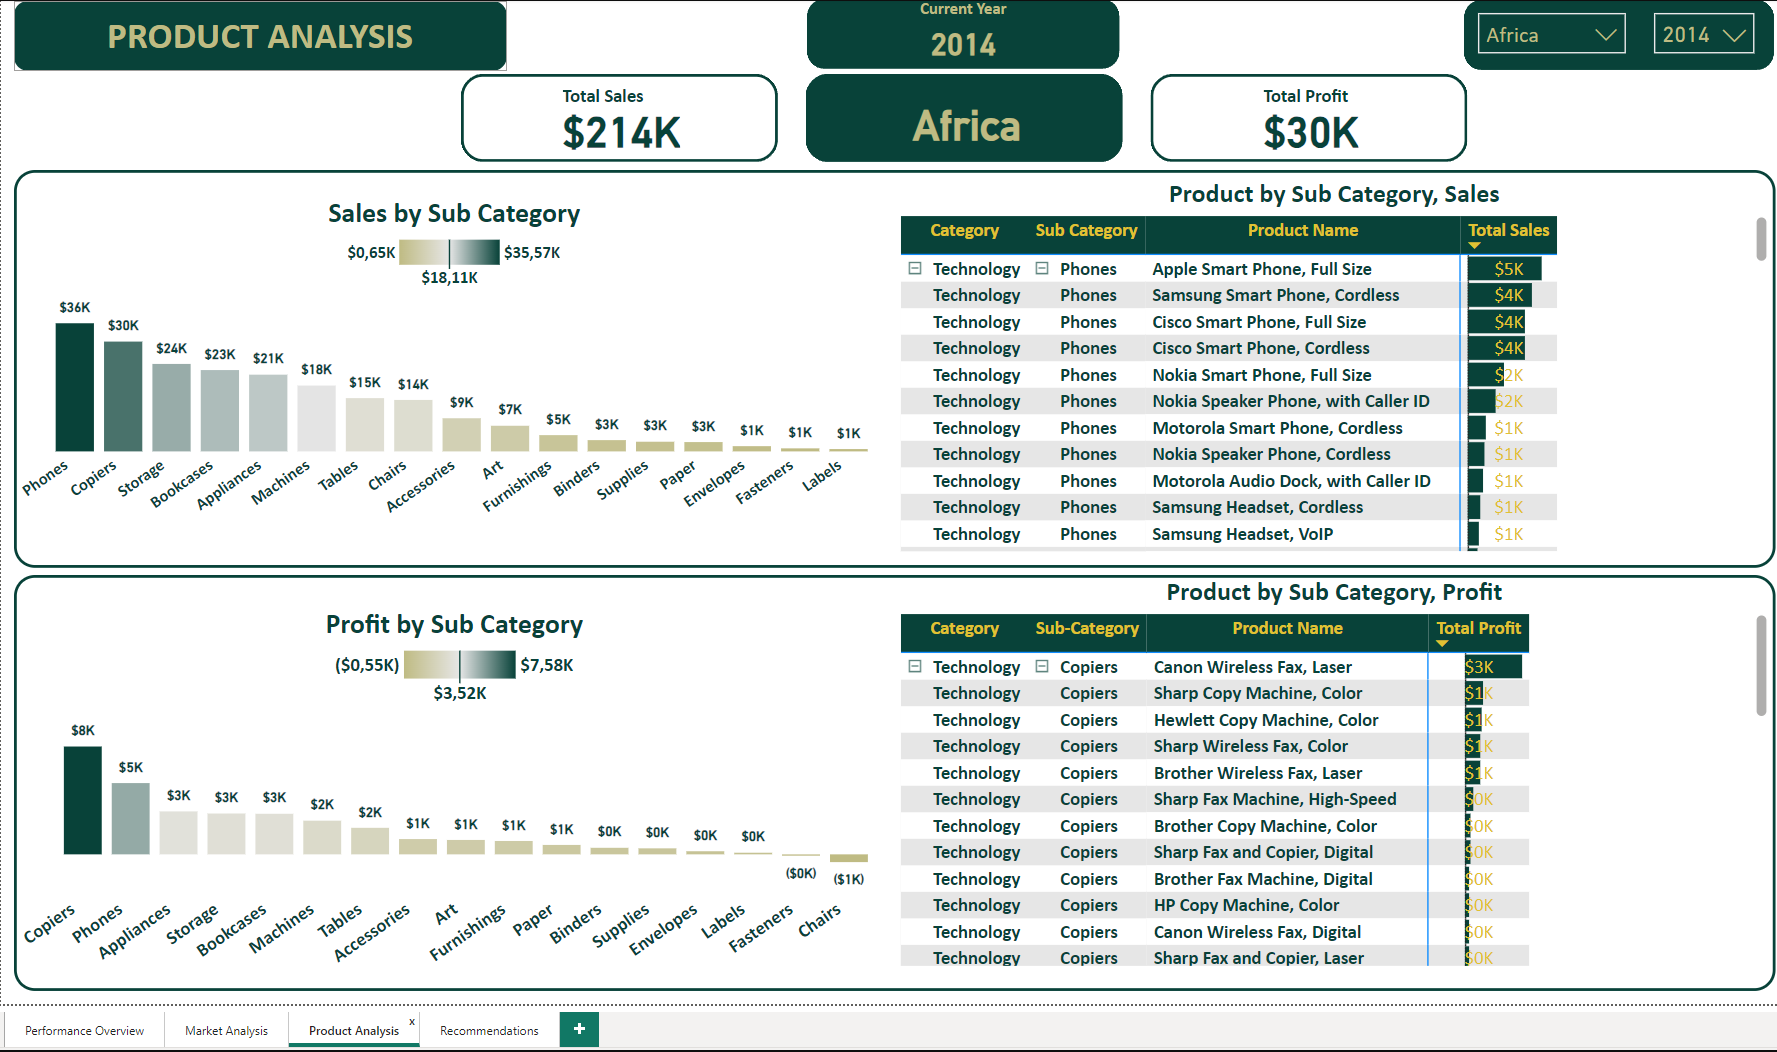 PRODUCT ANALYSIS
Current Year
2014
Africa
2014
Total Sales
$214K
Africa
Total Profit
$30K
Sales by Sub Category
$0,65K
$35,57K
$18,11K
$36K
$30K
$24K
$23K
$21K
$18K
$15K
$14K
$9K
$7K
$5K
$3K
$3K
$3K
$1K
$1K
$1K
Phones
Copiers
Storage
Bookcases
Appliances
Machines
Tables
Chairs
Accessories
Art
Furnishings
Binders
Supplies
Paper
Envelopes
Fasteners
Labels
Product by Sub Category, Sales
Category Sub Category Product Name Total Sales
Technology Phones Apple Smart Phone, Full Size $5K
Technology Phones Samsung Smart Phone, Cordless $4K
Technology Phones Cisco Smart Phone, Full Size $4K
Technology Phones Cisco Smart Phone, Cordless $4K
Technology Phones Nokia Smart Phone, Full Size $2K
Technology Phones Nokia Speaker Phone, with Caller ID $2K
Technology Phones Motorola Smart Phone, Cordless $1K
Technology Phones Nokia Speaker Phone, Cordless $1K
Technology Phones Motorola Audio Dock, with Caller ID $1K
Technology Phones Samsung Headset, Cordless $1K
Technology Phones Samsung Headset, VoIP $1K
Profit by Sub Category
($0,55K)
$7,58K
$3,52K
$8K
$5K
$3K
$3K
$3K
$2K
$2K
$1K
$1K
$1K
$1K
$0K
$0K
$0K
$0K
($0K)
($1K)
Copiers
Phones
Appliances
Storage
Bookcases
Machines
Tables
Accessories
Art
Furnishings
Paper
Binders
Supplies
Envelopes
Labels
Fasteners
Chairs
Product by Sub Category, Profit
Category Sub-Category Product Name Total Profit
Technology Copiers Canon Wireless Fax, Laser $3K
Technology Copiers Sharp Copy Machine, Color $1K
Technology Copiers Hewlett Copy Machine, Color $1K
Technology Copiers Sharp Wireless Fax, Color $1K
Technology Copiers Brother Wireless Fax, Laser $1K
Technology Copiers Sharp Fax Machine, High-Speed $0K
Technology Copiers Brother Copy Machine, Color $0K
Technology Copiers Sharp Fax and Copier, Digital $0K
Technology Copiers Brother Fax Machine, Digital $0K
Technology Copiers HP Copy Machine, Color $0K
Technology Copiers Canon Wireless Fax, Digital $0K
Technology Copiers Sharp Fax and Copier, Laser $0K
Performance Overview
Market Analysis
Product Analysis x
Recommendations
+